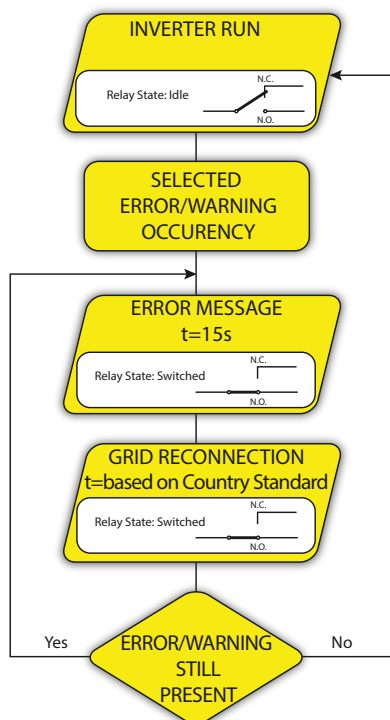 INVERTER RUN
N.C.
Relay State: Idle
N.O.
SELECTED
ERROR/WARNING
OCCURENCY
ERROR MESSAGE
t=15s
N.C.
Relay State: Switched
N.O.
GRID RECONNECTION
t=based on Country Standard
N.C.
Relay State: Switched
N.O.
Yes
ERROR/WARNING
No
STILL
PRESENT